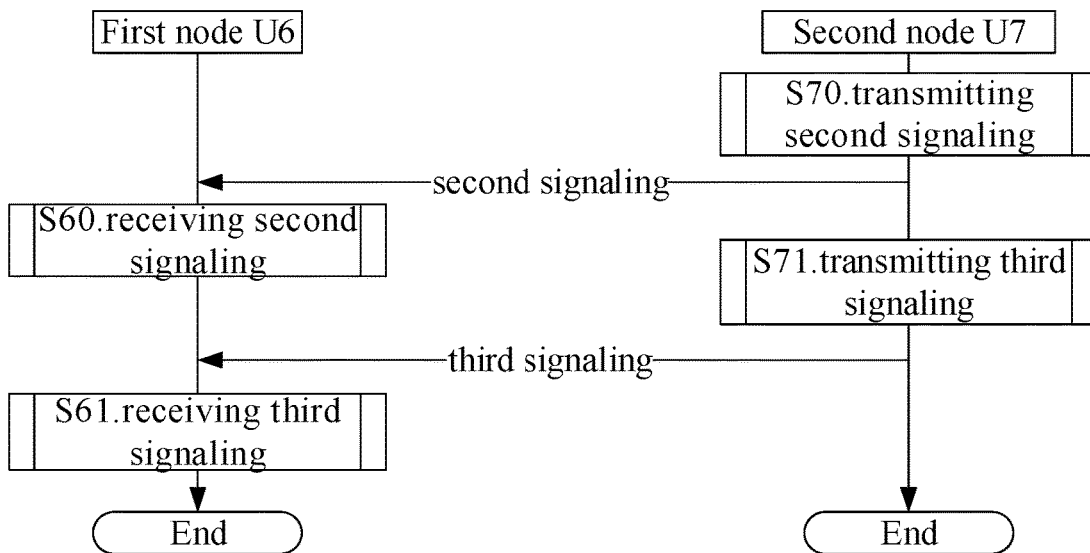 First node U6
Second node U7
S70.transmitting
second signaling
second signaling
S60.receiving second
signaling
S71.transmitting third
signaling
third signaling
S61.receiving third
signaling
End
End